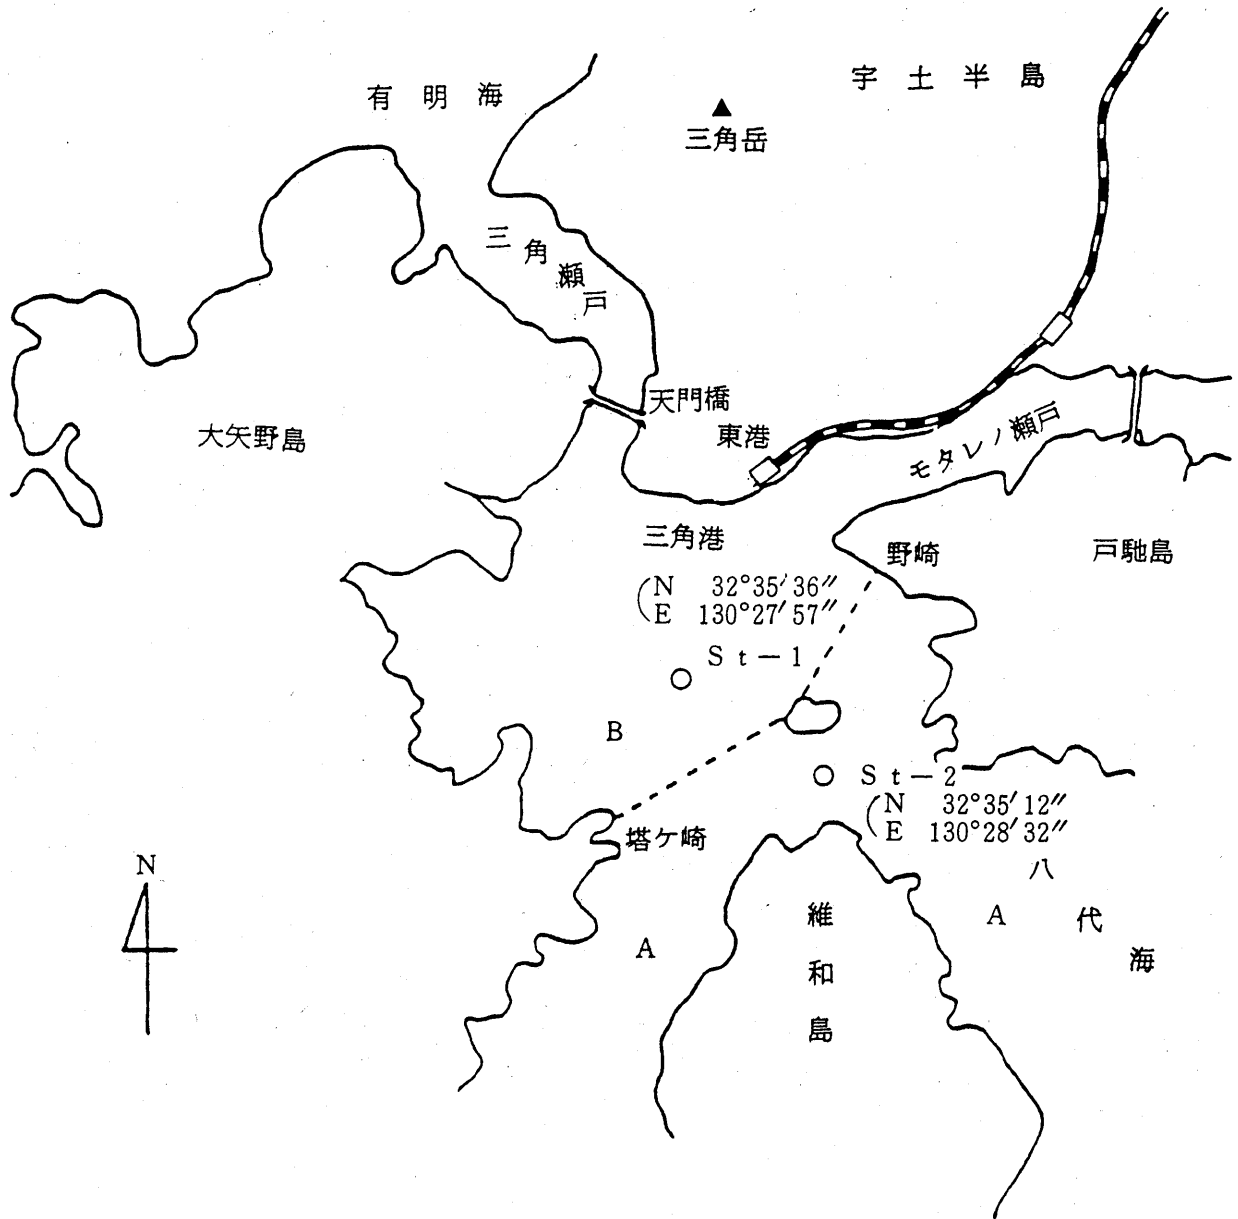 有明海
宇土半島
三角岳
三角瀬戸
天門橋
東港
大矢野島
モタレノ瀬戸
三角港
野崎
戸馳島
(N 32°35′36″
E 130°27′57″
St-1
B
St-2
(N 32°35′12″
E 130°28′32″
塔ケ崎
N
八代海
A
A
維和島